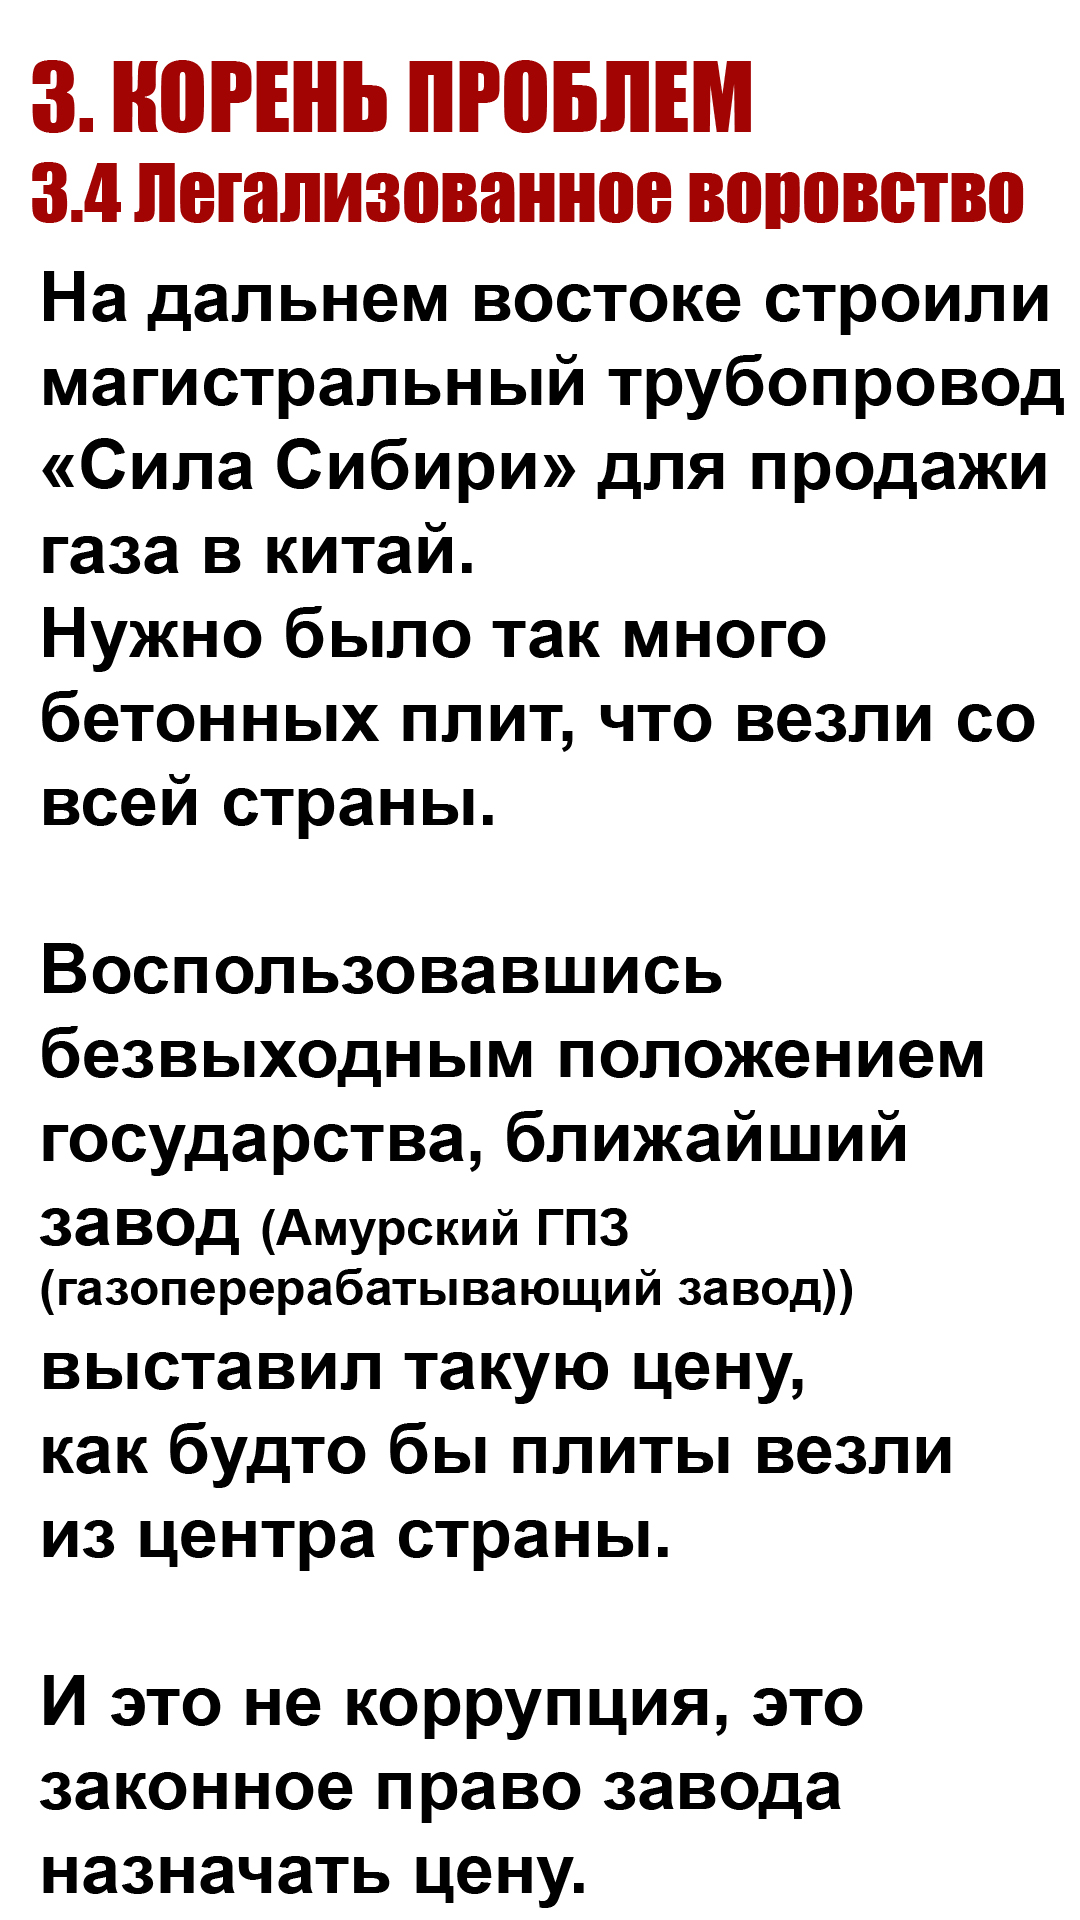 3. КОРЕНЬ ПРОБЛЕМ
3.4 Легализованное воровство
На дальнем востоке строили
магистральный трубопровод
«Сила Сибири» для продажи
газа в китай.
Нужно было так много
бетонных плит, что везли со
всей страны.
Воспользовавшись
безвыходным положением
государства, ближайший
завод (Амурский ГПЗ
(газоперерабатывающий завод))
выставил такую цену,
как будто бы плиты везли
из центра страны.
И это не коррупция, это
законное право завода
назначать цену.